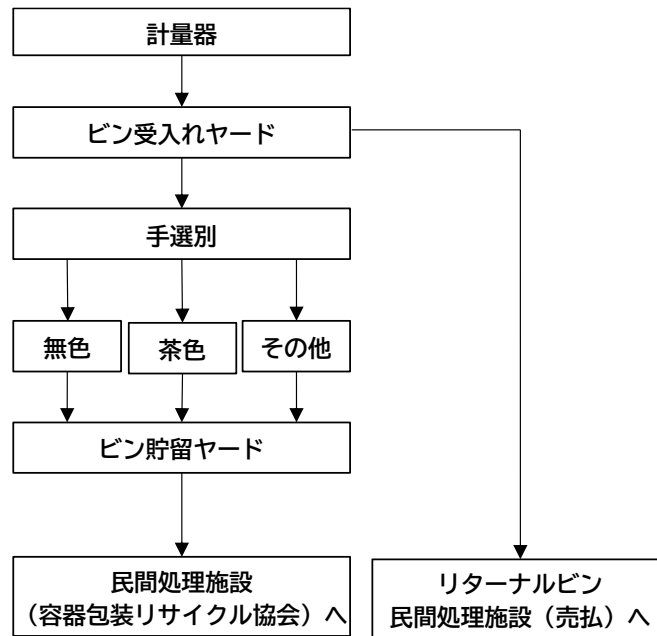 計量器
ビン受入れヤード
手選別
無色
茶色
その他
ビン貯留ヤード
民間処理施設
（容器包装リサイクル協会）へ
リターナルビン
民間処理施設（売払）へ